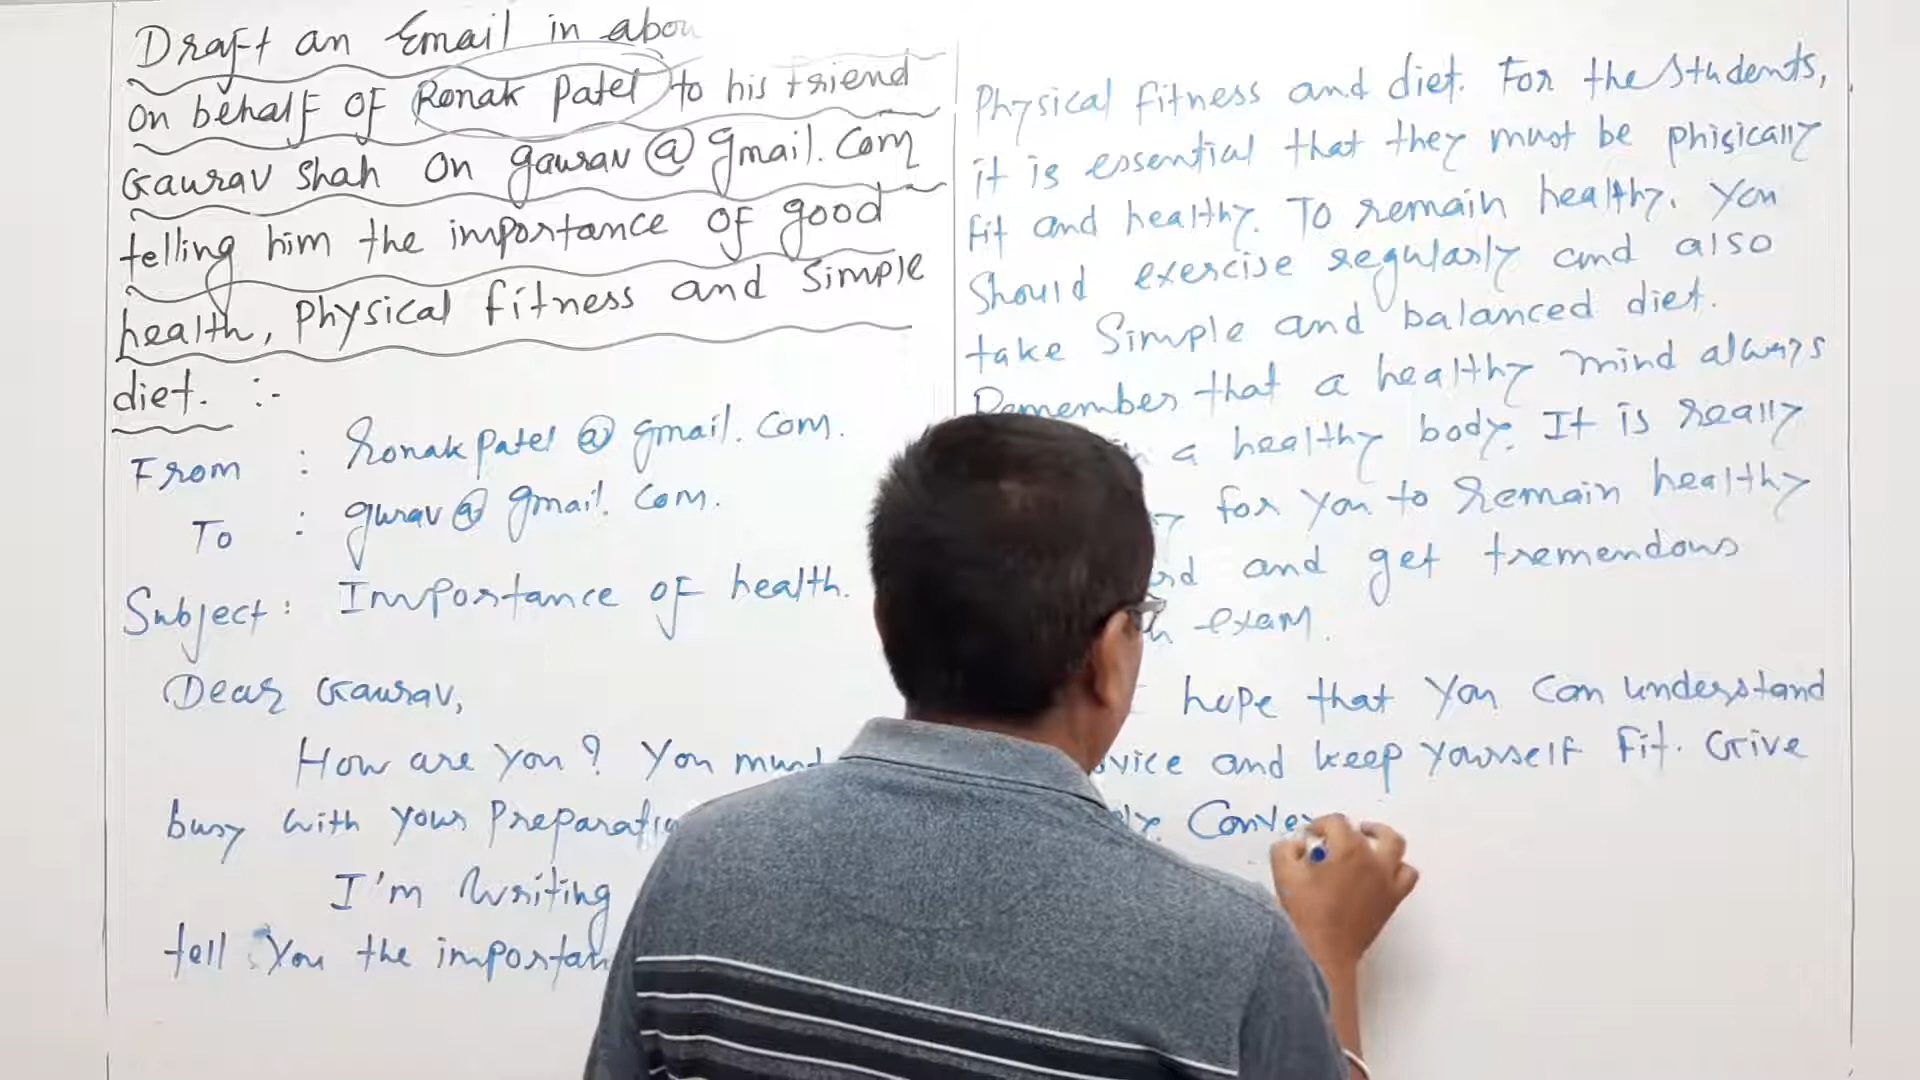 Draft an Email in
on behalf of Ronak Patel to his friend
Gaurav Shah on gaurav@gmail.com
telling him the importance of good
health, Physical fitness and Simple
diet. :-
From : ronakpatel@gmail.com.
To : gurav@gmail.com.
Subject : Importance of health.
Dear Gaurav,
How are you? You must
busy with your Preparation
I'm writing
tell you the importan
Physical fitness and diet. For the students,
it is essential that they must be phisically
fit and healthy. To remain healthy. You
should exercise regularly and also
take simple and balanced diet.
Remember that a healthy mind always
a healthy body. It is really
for you to remain healthy
and get tremendous
exam.
hope that you can understand
and keep yourself fit. Give
Convey